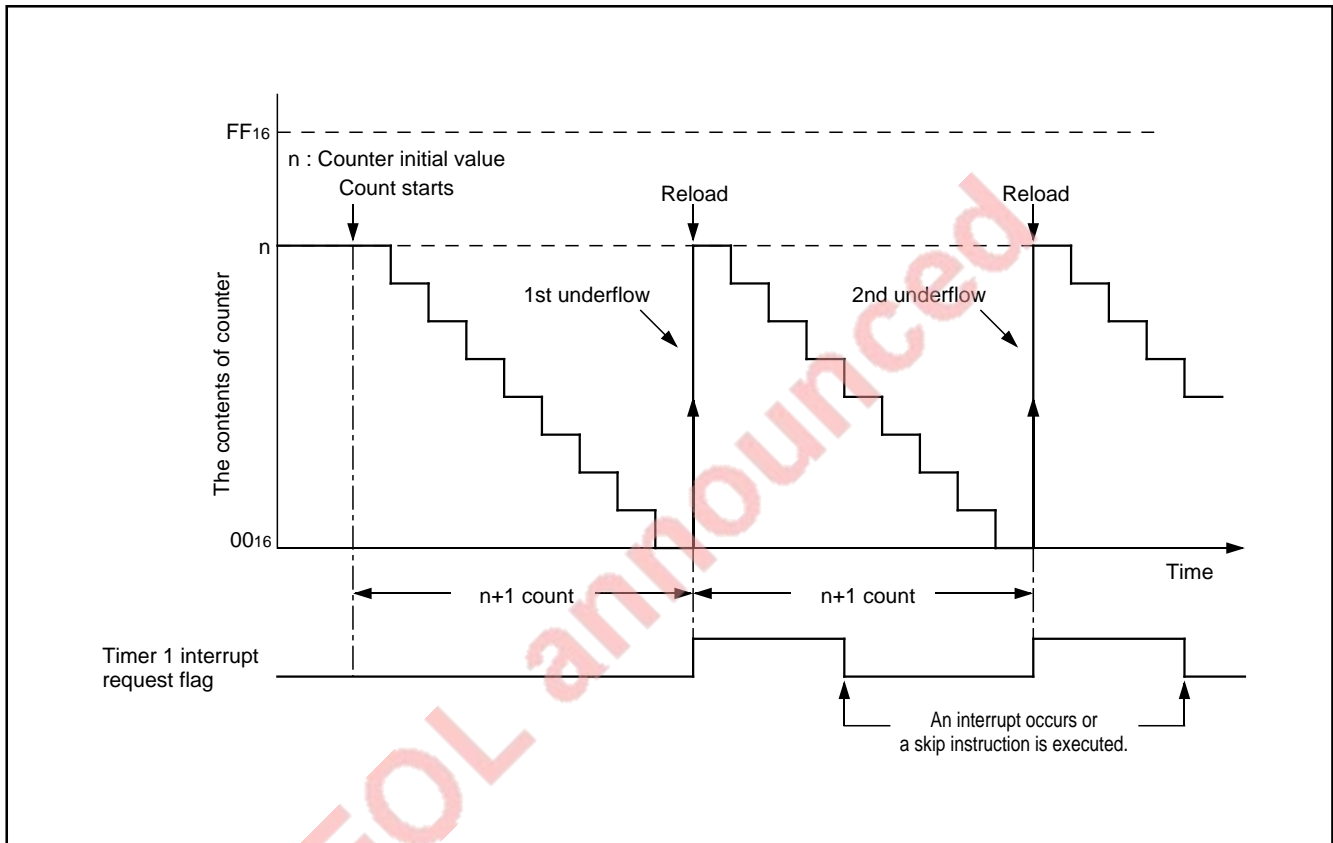 FF16
n : Counter initial value
Count starts
Reload
Reload
n
1st underflow
2nd underflow
The contents of counter
0016
Time
n+1 count
n+1 count
Timer 1 interrupt
request flag
An interrupt occurs or
a skip instruction is executed.
EOL announced